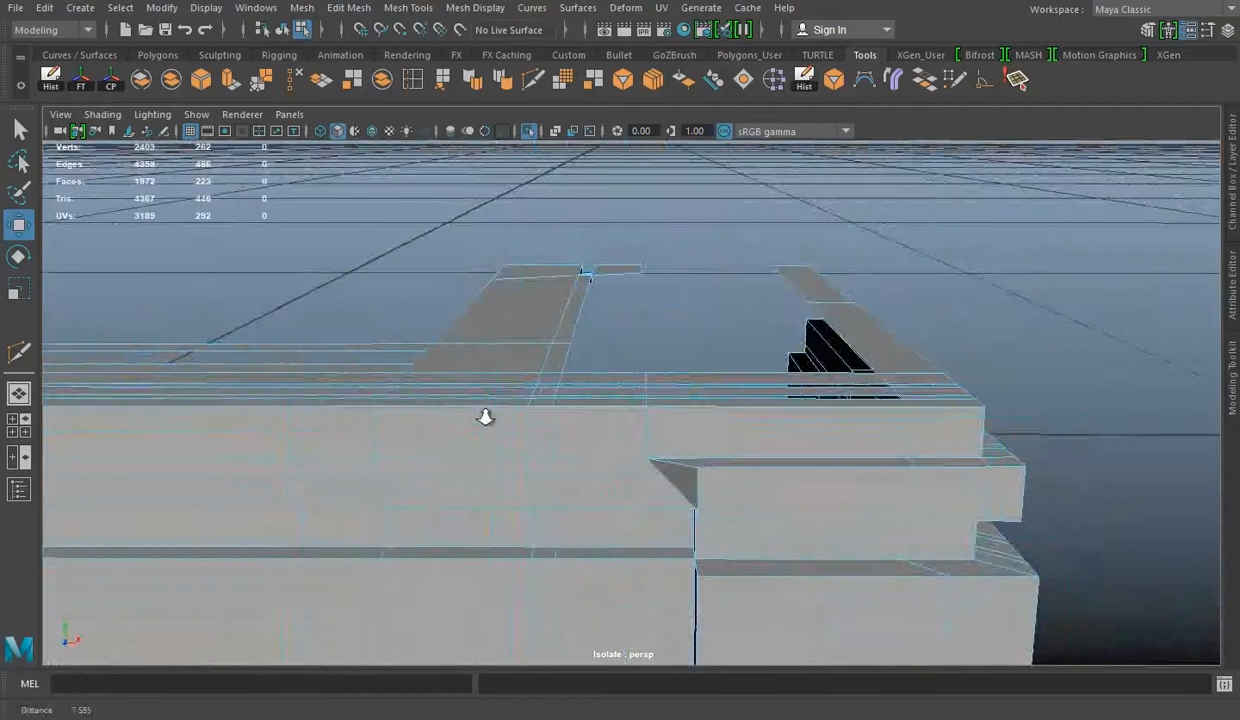 File Edit Create Select Modify Display Windows Mesh Edit Mesh Mesh Tools Mesh Display Curves Surfaces Deform UV Generate Cache Help Workspace : Maya Classic
Modeling No Live Surface Sign In
Curves / Surfaces Polygons Sculpting Rigging Animation Rendering FX FX Caching Custom Bullet GoZBrush Polygons_User TURTLE Tools XGen_User Bifrost MASH Motion Graphics XGen
Hist FT CP Hist
View Shading Lighting Show Renderer Panels
0.00 1.00 sRGB gamma
Verts: 2403 262 0
Edges: 4358 486 0
Faces: 1972 223 0
Tris: 4367 446 0
UVs: 3189 292 0
Channel Box / Layer Editor
Attribute Editor
Modeling Toolkit
Isolate : persp
MEL
Distance